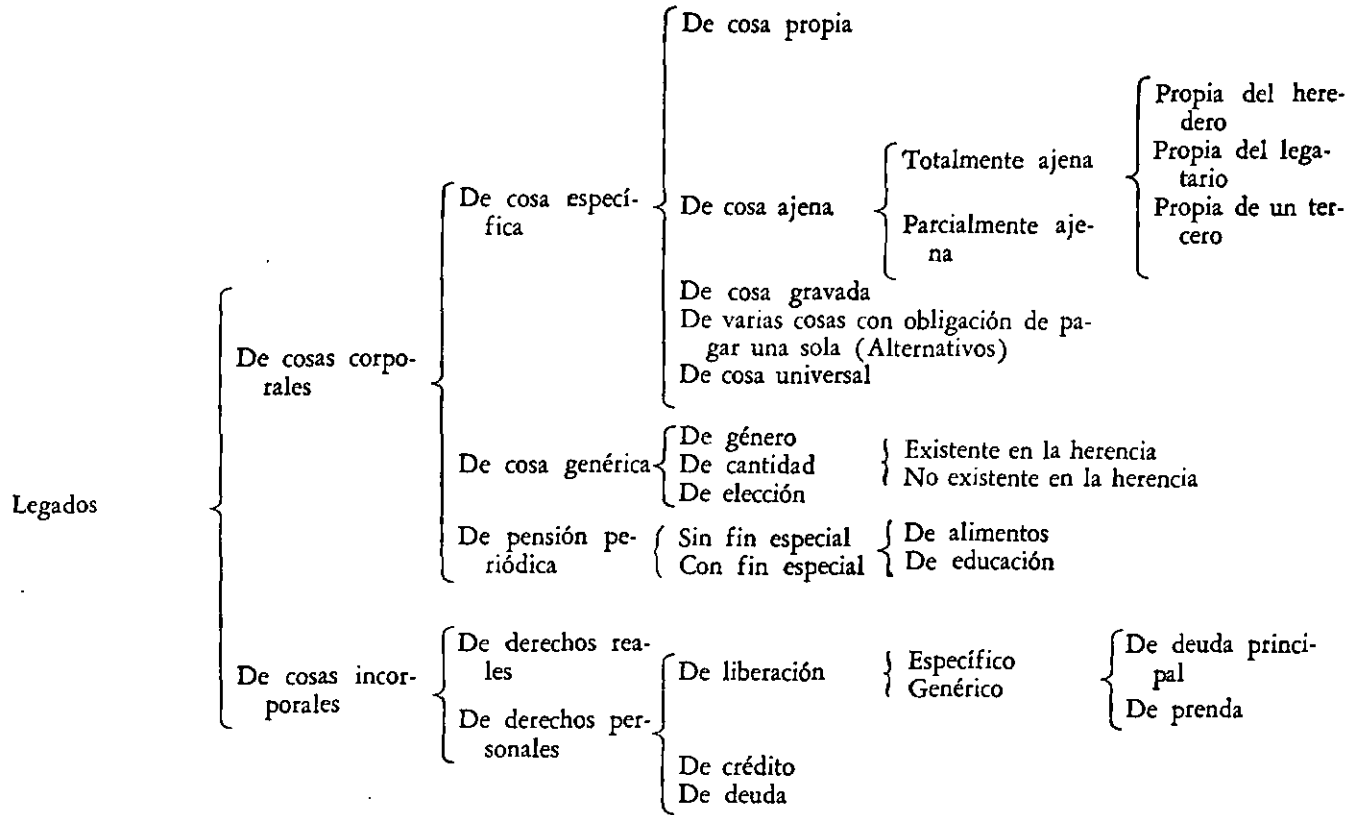 De cosa propia
Propia del here-
dero
Totalmente ajena
Propia del lega-
tario
De cosa especí-
fica
De cosa ajena
Propia de un ter-
cero
Parcialmente aje-
na
De cosa gravada
De varias cosas con obligación de pa-
gar una sola (Alternativos)
De cosas corpo-
rales
De cosa universal
De género
De cosa genérica
De cantidad
De elección
Existente en la herencia
No existente en la herencia
Legados
De pensión pe-
riódica
Sin fin especial
Con fin especial
De alimentos
De educación
De derechos rea-
les
De cosas incor-
porales
De liberación
Específico
Genérico
De deuda princi-
pal
De prenda
De derechos per-
sonales
De crédito
De deuda